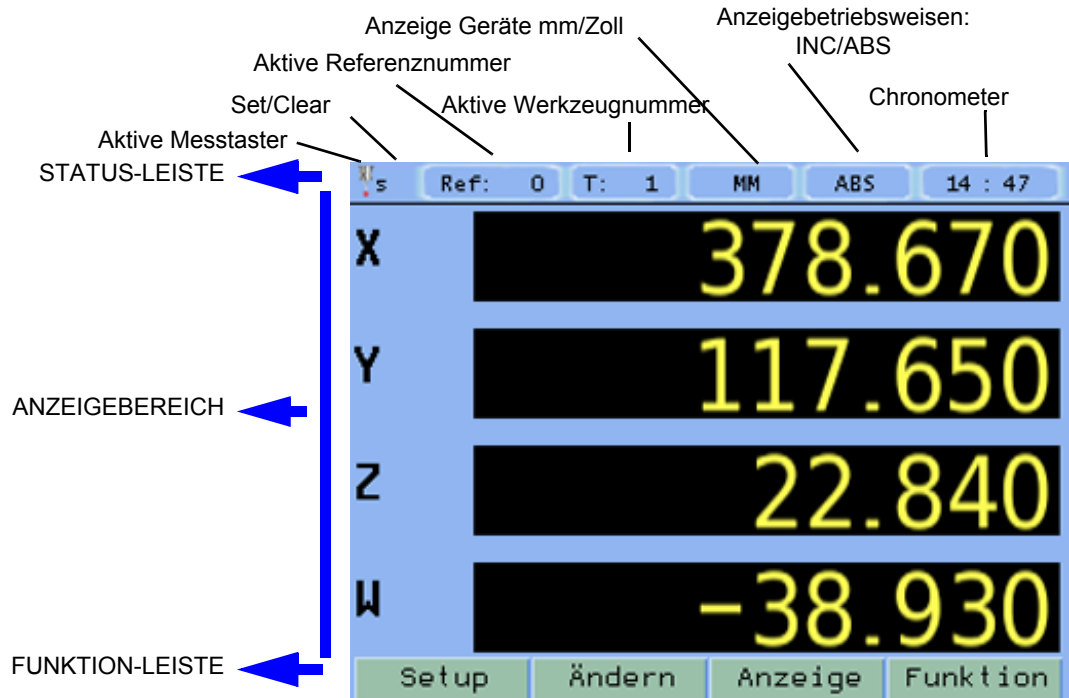 Anzeige Geräte mm/Zoll
Anzeigebetriebsweisen:
INC/ABS
Aktive Referenznummer
Set/Clear
Aktive Werkzeugnummer
Chronometer
Aktive Messtaster
STATUS-LEISTE
s Ref: 0 T: 1 MM ABS 14 : 47
X 378.670
Y 117.650
ANZEIGEBEREICH
Z 22.840
W -38.930
FUNKTION-LEISTE
Setup Ändern Anzeige Funktion